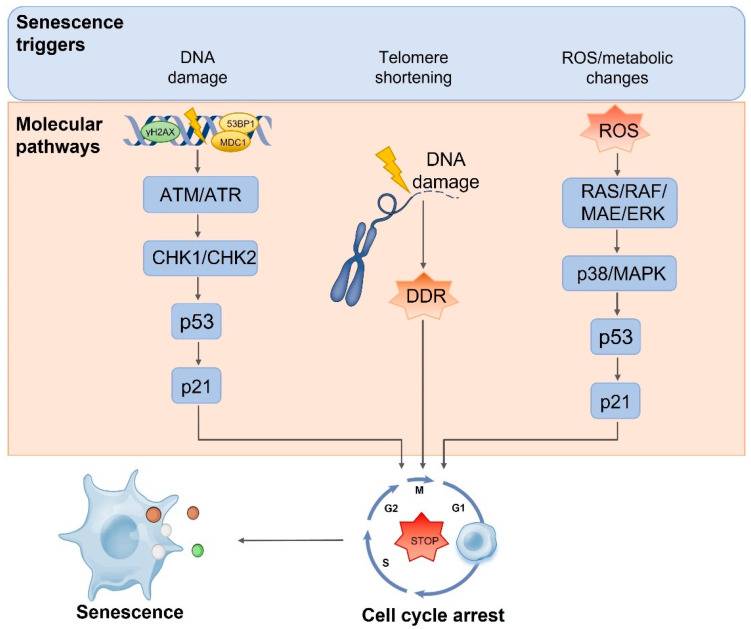 Senescence
triggers
DNA
damage
Telomere
shortening
ROS/metabolic
changes
Molecular
pathways
γH2AX
53BP1
MDC1
ATM/ATR
CHK1/CHK2
p53
p21
DNA
damage
DDR
ROS
RAS/RAF/
MAE/ERK
p38/MAPK
p53
p21
M
G1
G2
S
STOP
Senescence
Cell cycle arrest